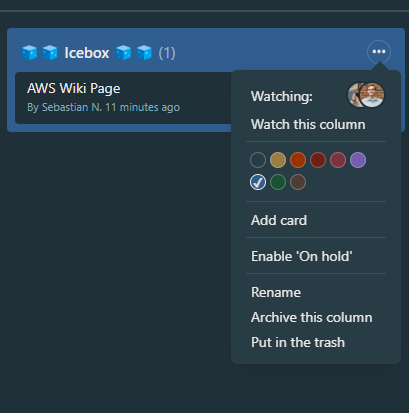 Icebox (1)
AWS Wiki Page
By Sebastian N. 11 minutes ago
Watching:
Watch this column
Add card
Enable 'On hold'
Rename
Archive this column
Put in the trash